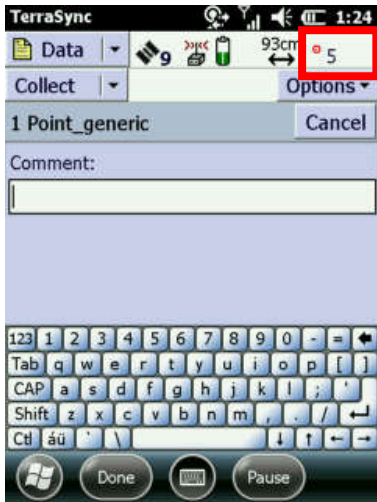 TerraSync 1:24
Data 9 93cm 5
Collect Options
1 Point_generic Cancel
Comment:
123 1 2 3 4 5 6 7 8 9 0 - =
Tab q w e r t y u i o p [ ]
CAP a s d f g h j k l ; '
Shift z x c v b n m , . /
Ctl áü ` \
Done Pause